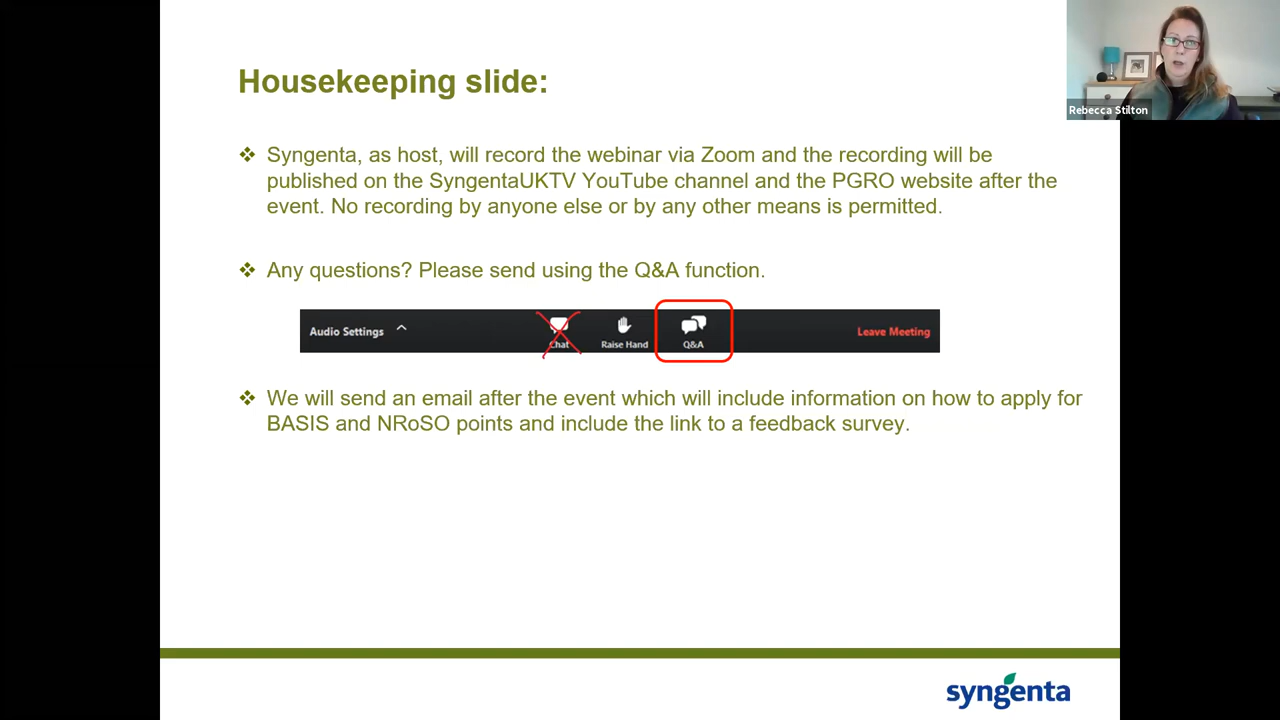 Housekeeping slide:
Rebecca Stilton
❖ Syngenta, as host, will record the webinar via Zoom and the recording will be
published on the SyngentaUKTV YouTube channel and the PGRO website after the
event. No recording by anyone else or by any other means is permitted.
❖ Any questions? Please send using the Q&A function.
Audio Settings Chat Raise Hand Q&A Leave Meeting
❖ We will send an email after the event which will include information on how to apply for
BASIS and NRoSO points and include the link to a feedback survey.
syngenta